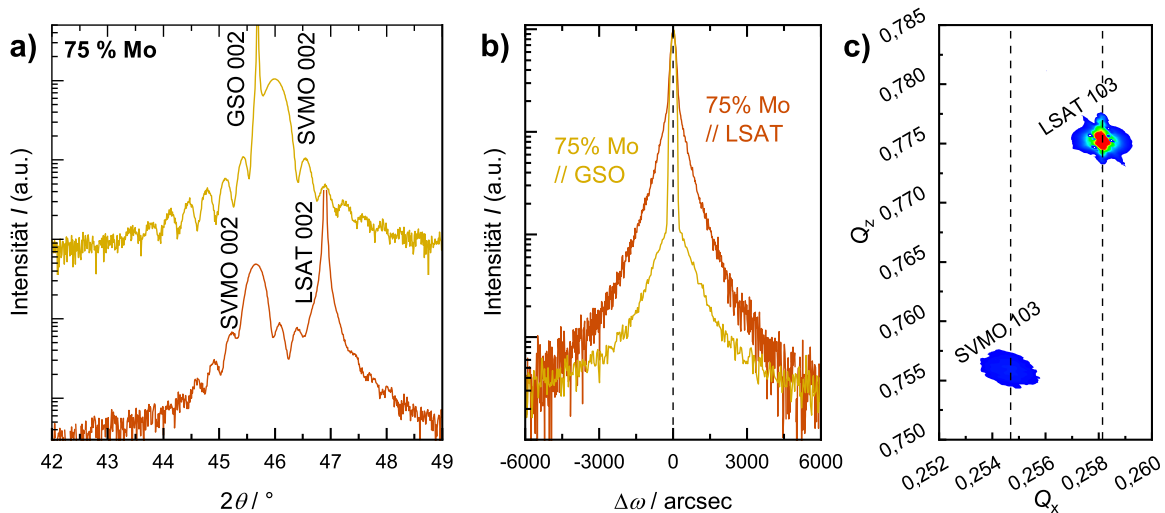 a)
75 % Mo
GSO 002
SVMO 002
SVMO 002
LSAT 002
Intensität I (a.u.)
42 43 44 45 46 47 48 49
2θ / °
b)
75% Mo
// LSAT
75% Mo
// GSO
Intensität I (a.u.)
-6000 -3000 0 3000 6000
Δω / arcsec
c)
LSAT 103
SVMO 103
0,785
0,780
0,775
0,770
0,765
0,760
0,755
0,750
0,252 0,254 0,256 0,258 0,260
Qx